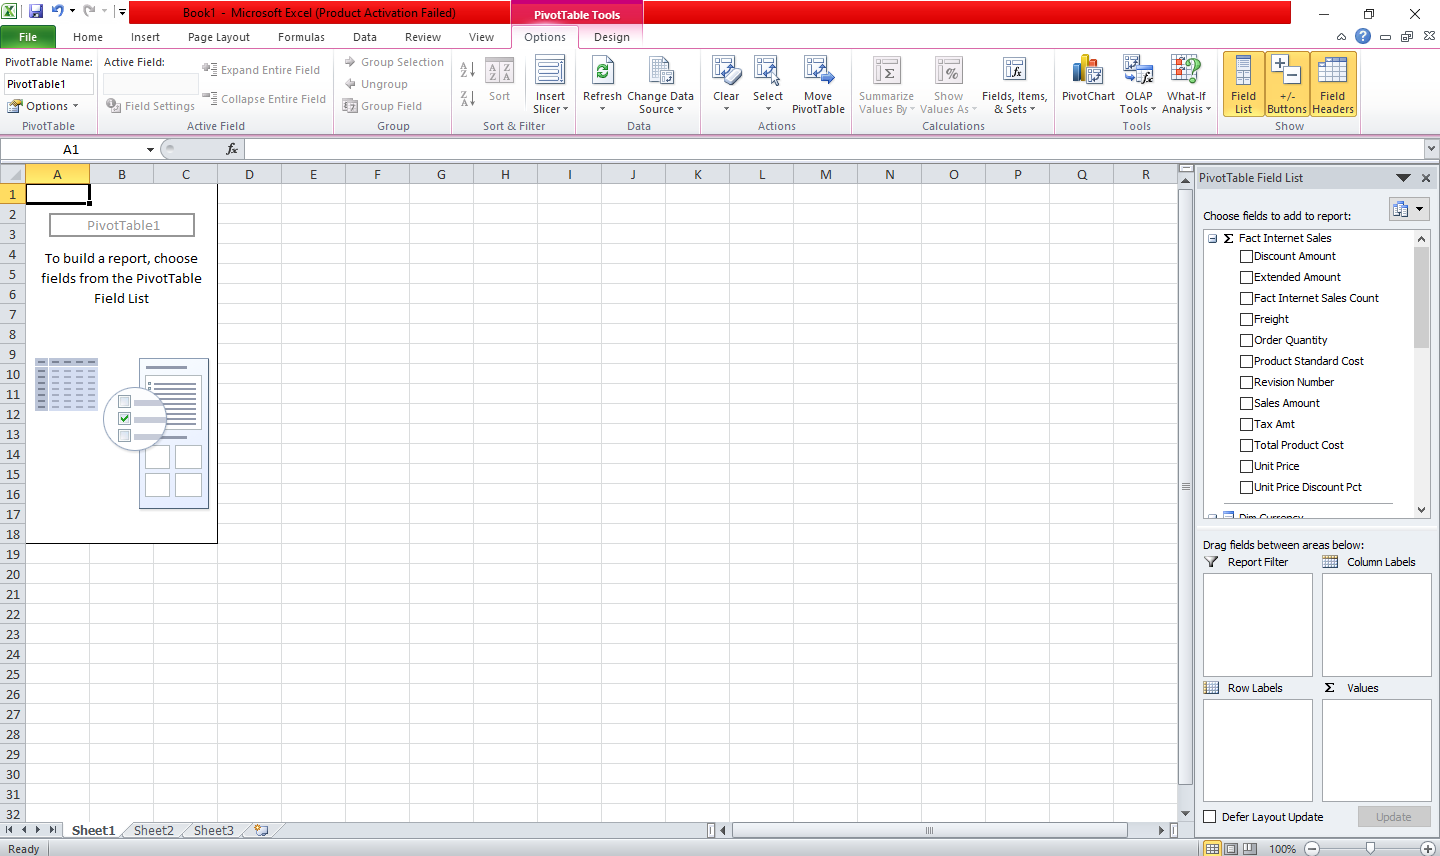 Book1 - Microsoft Excel (Product Activation Failed)
PivotTable Tools
File Home Insert Page Layout Formulas Data Review View Options Design
PivotTable Name:
PivotTable1
Options
PivotTable
Active Field:
Field Settings
Expand Entire Field
Collapse Entire Field
Active Field
Group Selection
Ungroup
Group Field
Group
Sort
Insert
Slicer
Sort & Filter
Refresh
Change Data
Source
Data
Clear
Select
Move
PivotTable
Actions
Summarize
Values By
Show
Values As
Fields, Items,
& Sets
Calculations
PivotChart
OLAP
Tools
What-If
Analysis
Tools
Field
List
+/-
Buttons
Field
Headers
Show
A1
fx
A B C D E F G H I J K L M N O P Q R
1
2
3
4
5
6
7
8
9
10
11
12
13
14
15
16
17
18
19
20
21
22
23
24
25
26
27
28
29
30
31
32
PivotTable1
To build a report, choose
fields from the PivotTable
Field List
PivotTable Field List
Choose fields to add to report:
Σ Fact Internet Sales
Discount Amount
Extended Amount
Fact Internet Sales Count
Freight
Order Quantity
Product Standard Cost
Revision Number
Sales Amount
Tax Amt
Total Product Cost
Unit Price
Unit Price Discount Pct
Dim Currency
Drag fields between areas below:
Report Filter
Column Labels
Row Labels
Σ Values
Defer Layout Update
Update
Sheet1 Sheet2 Sheet3
Ready
100%